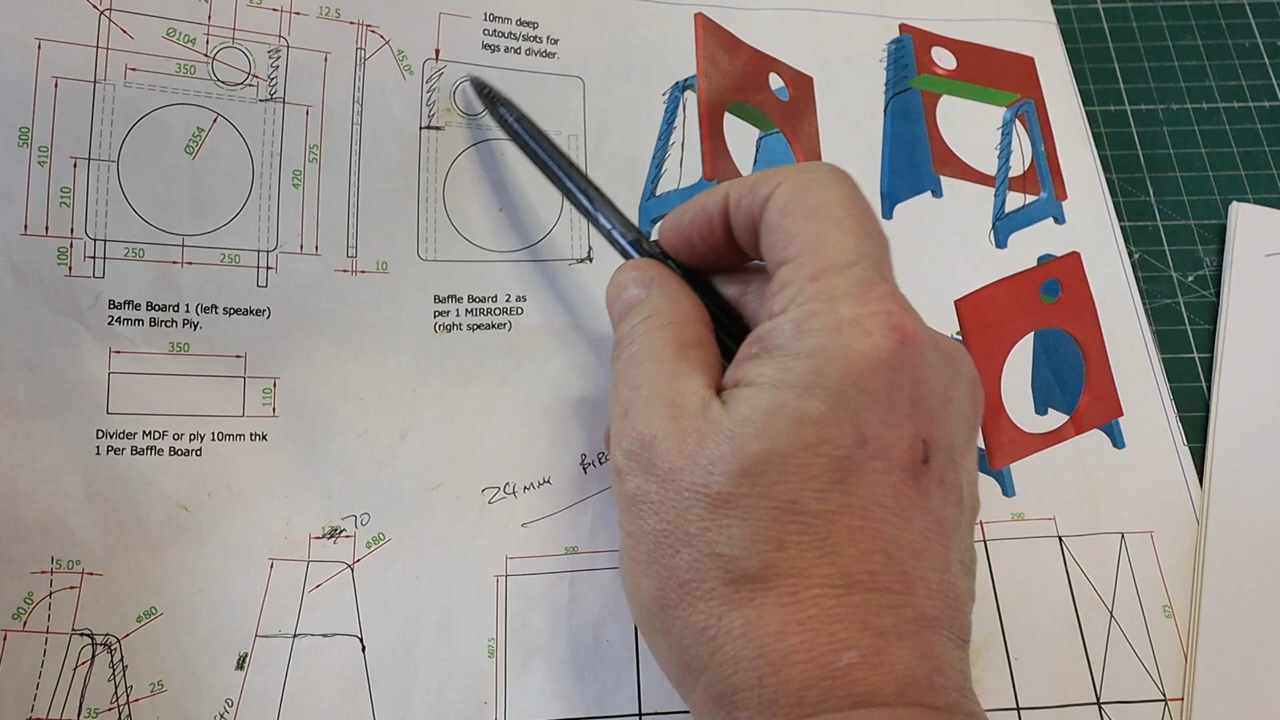 12.5
10mm deep
cutouts/slots for
legs and divider.
Ø104
350
45.0°
Ø354
500
410
210
100
575
420
250
250
10
Baffle Board 1 (left speaker)
24mm Birch Ply.
Baffle Board 2 as
per 1 MIRRORED
(right speaker)
350
110
Divider MDF or ply 10mm thk
1 Per Baffle Board
24mm
70
Ø80
5.0°
90.0°
Ø80
25
35
500
607.5
290
673